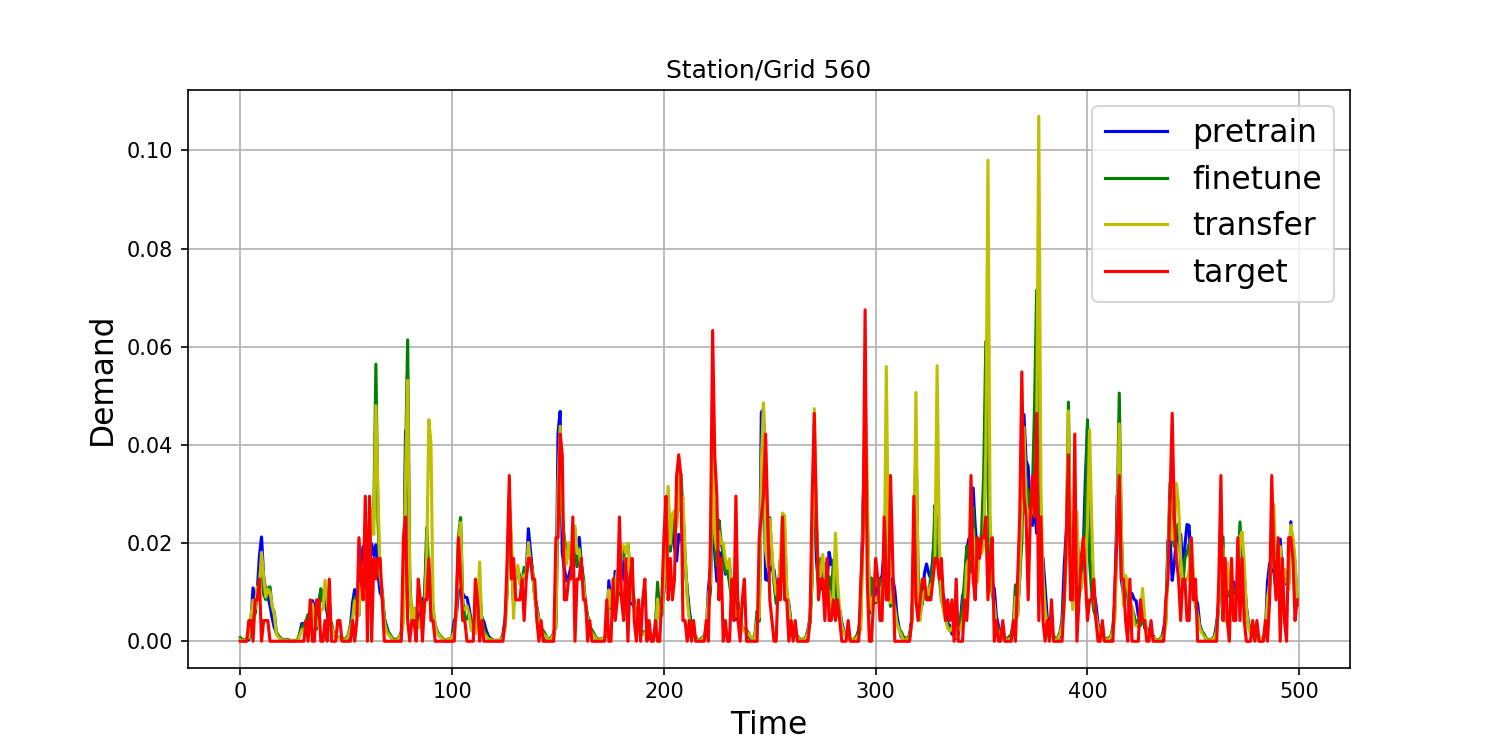 Station/Grid 560
pretrain
finetune
transfer
target
0.10
0.08
0.06
0.04
0.02
0.00
Demand
0 100 200 300 400 500
Time